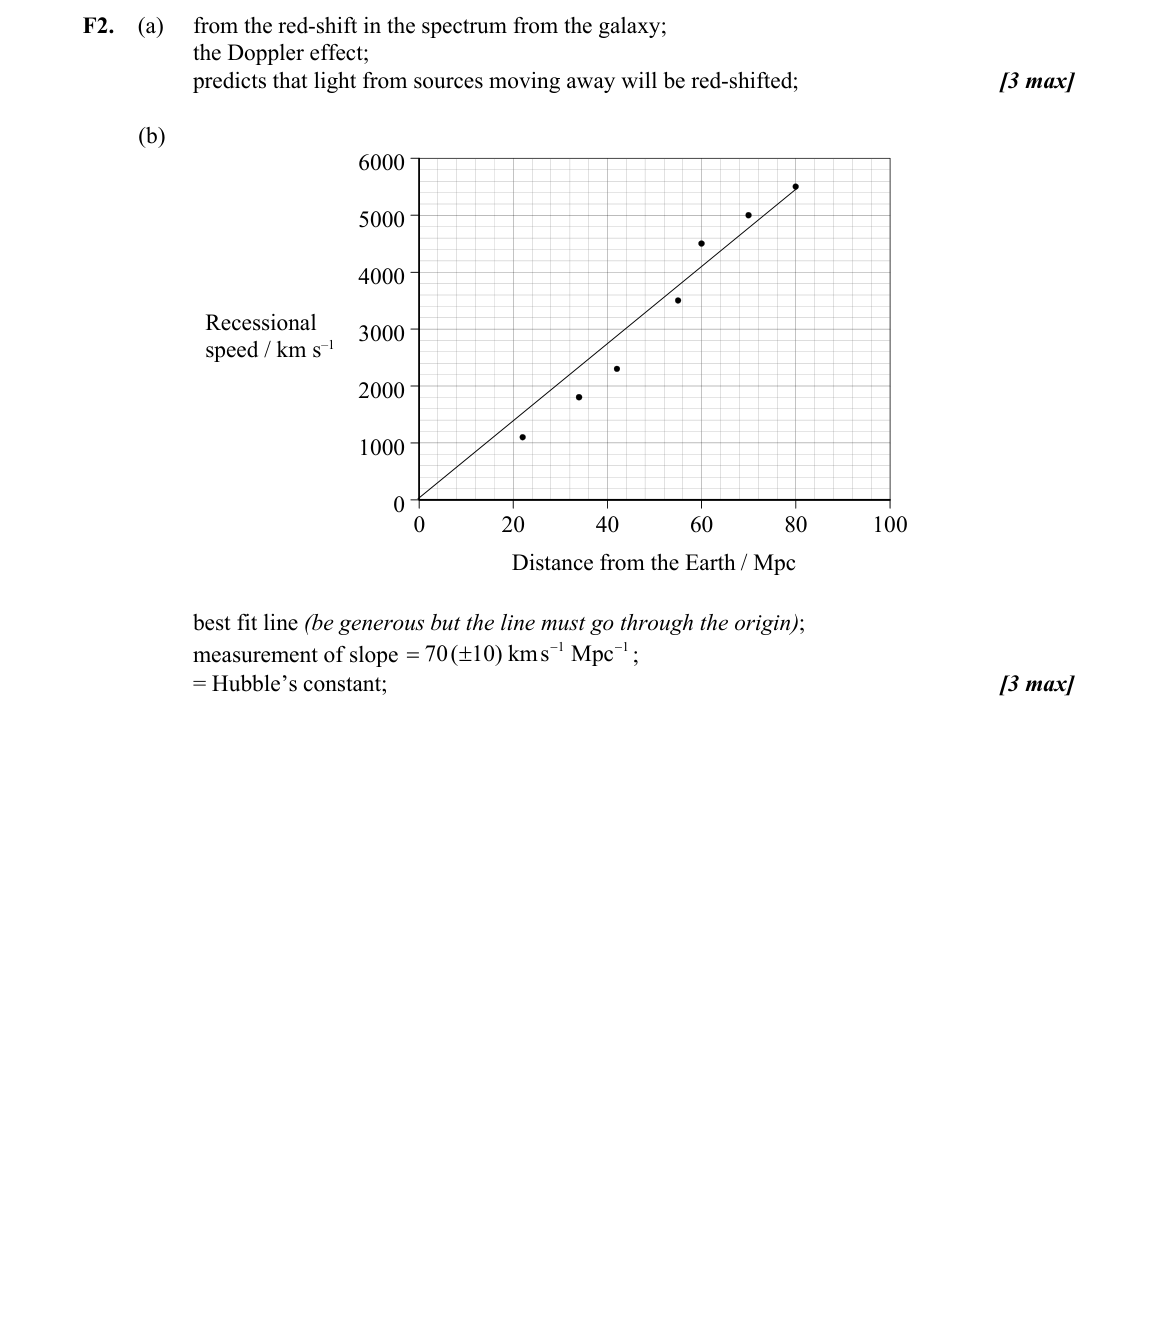 F2. (a) from the red-shift in the spectrum from the galaxy;
the Doppler effect;
predicts that light from sources moving away will be red-shifted; [3 max]
(b)
6000
5000
4000
3000
2000
1000
0
Recessional
speed / km s⁻¹
0 20 40 60 80 100
Distance from the Earth / Mpc
best fit line (be generous but the line must go through the origin);
measurement of slope = 70(±10) km s⁻¹ Mpc⁻¹;
= Hubble’s constant; [3 max]